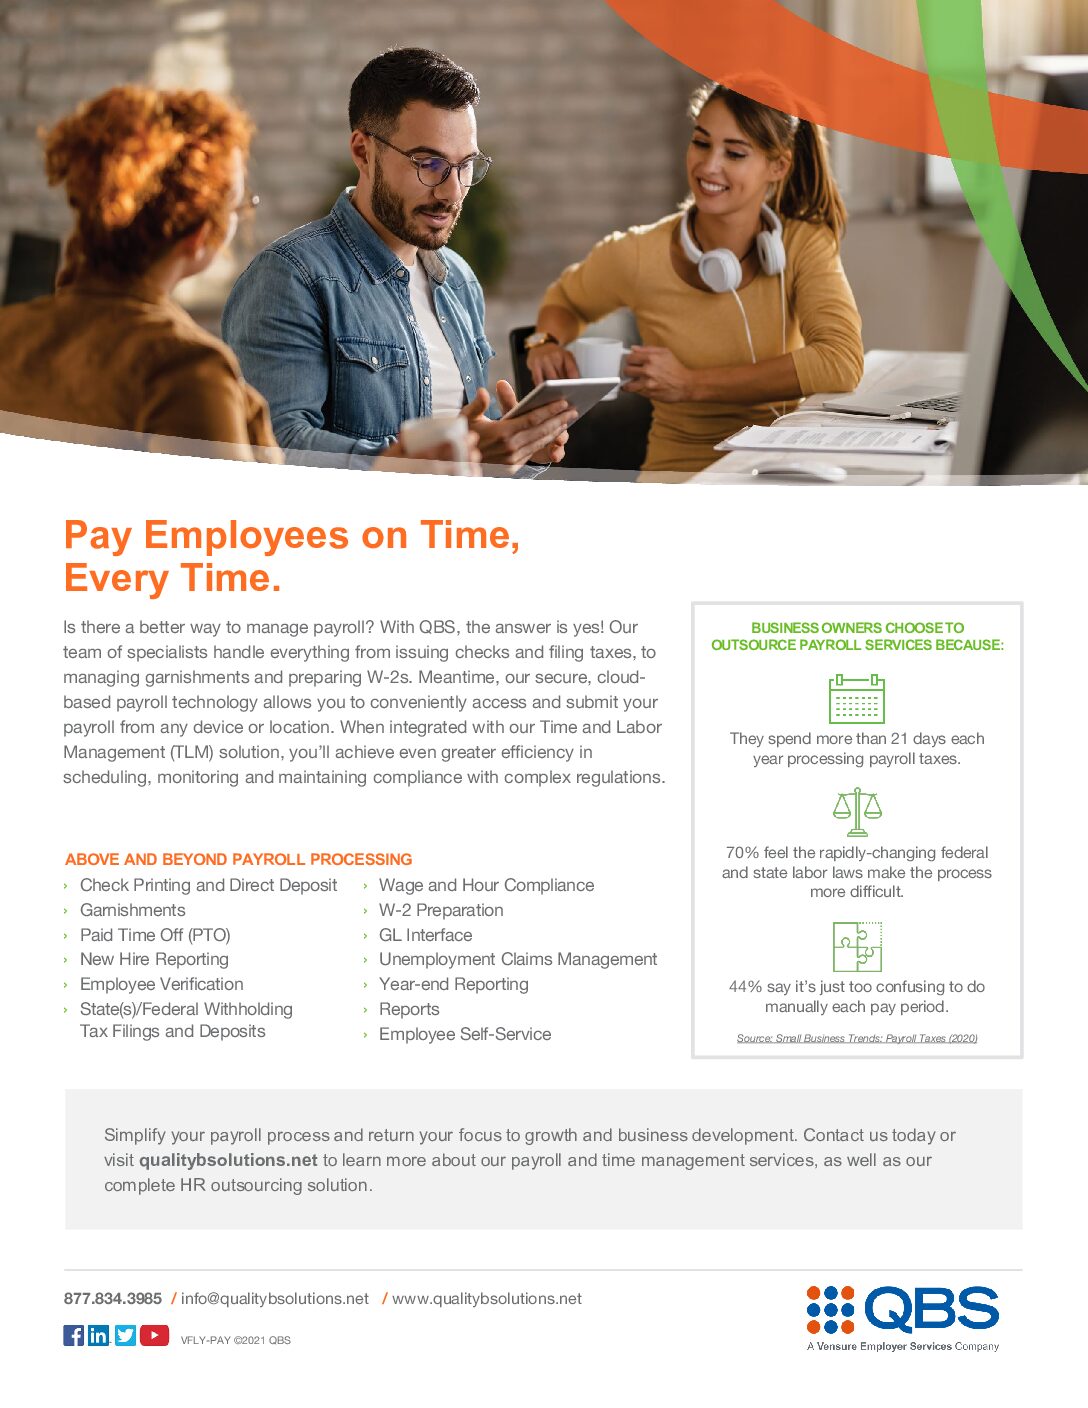 Pay Employees on Time,
Every Time.
Is there a better way to manage payroll? With QBS, the answer is yes! Our
team of specialists handle everything from issuing checks and filing taxes, to
managing garnishments and preparing W-2s. Meantime, our secure, cloud-
based payroll technology allows you to conveniently access and submit your
payroll from any device or location. When integrated with our Time and Labor
Management (TLM) solution, you'll achieve even greater efficiency in
scheduling, monitoring and maintaining compliance with complex regulations.
ABOVE AND BEYOND PAYROLL PROCESSING
› Check Printing and Direct Deposit
› Garnishments
› Paid Time Off (PTO)
› New Hire Reporting
› Employee Verification
› State(s)/Federal Withholding
Tax Filings and Deposits
› Wage and Hour Compliance
› W-2 Preparation
› GL Interface
› Unemployment Claims Management
› Year-end Reporting
› Reports
› Employee Self-Service
BUSINESS OWNERS CHOOSE TO
OUTSOURCE PAYROLL SERVICES BECAUSE:
They spend more than 21 days each
year processing payroll taxes.
70% feel the rapidly-changing federal
and state labor laws make the process
more difficult.
44% say it's just too confusing to do
manually each pay period.
Source: Small Business Trends: Payroll Taxes (2020)
Simplify your payroll process and return your focus to growth and business development. Contact us today or
visit qualitybsolutions.net to learn more about our payroll and time management services, as well as our
complete HR outsourcing solution.
877.834.3985 / info@qualitybsolutions.net / www.qualitybsolutions.net
VFLY-PAY ©2021 QBS
QBS
A Vensure Employer Services Company